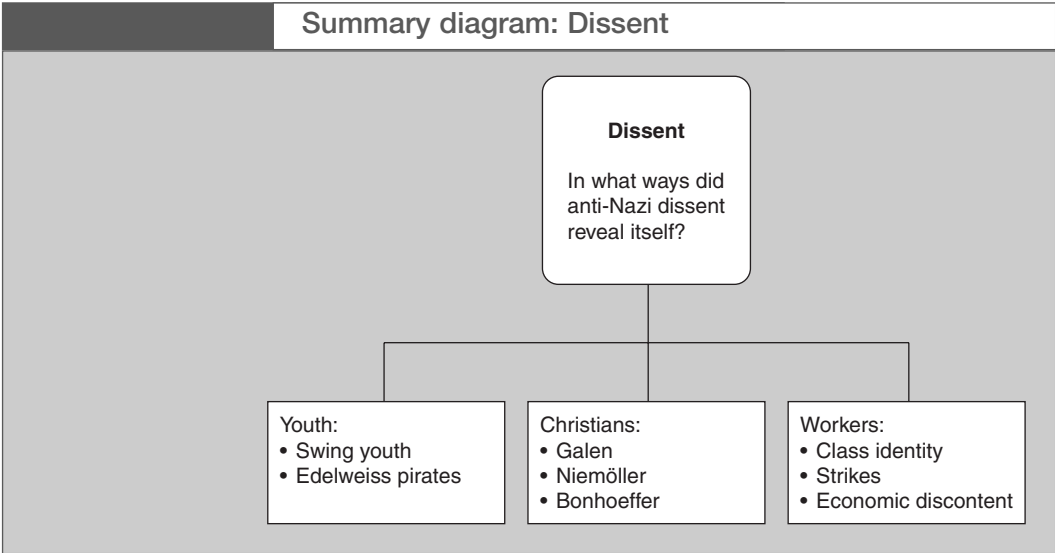 Summary diagram: Dissent
Dissent
In what ways did
anti-Nazi dissent
reveal itself?
Youth:
• Swing youth
• Edelweiss pirates
Christians:
• Galen
• Niemöller
• Bonhoeffer
Workers:
• Class identity
• Strikes
• Economic discontent